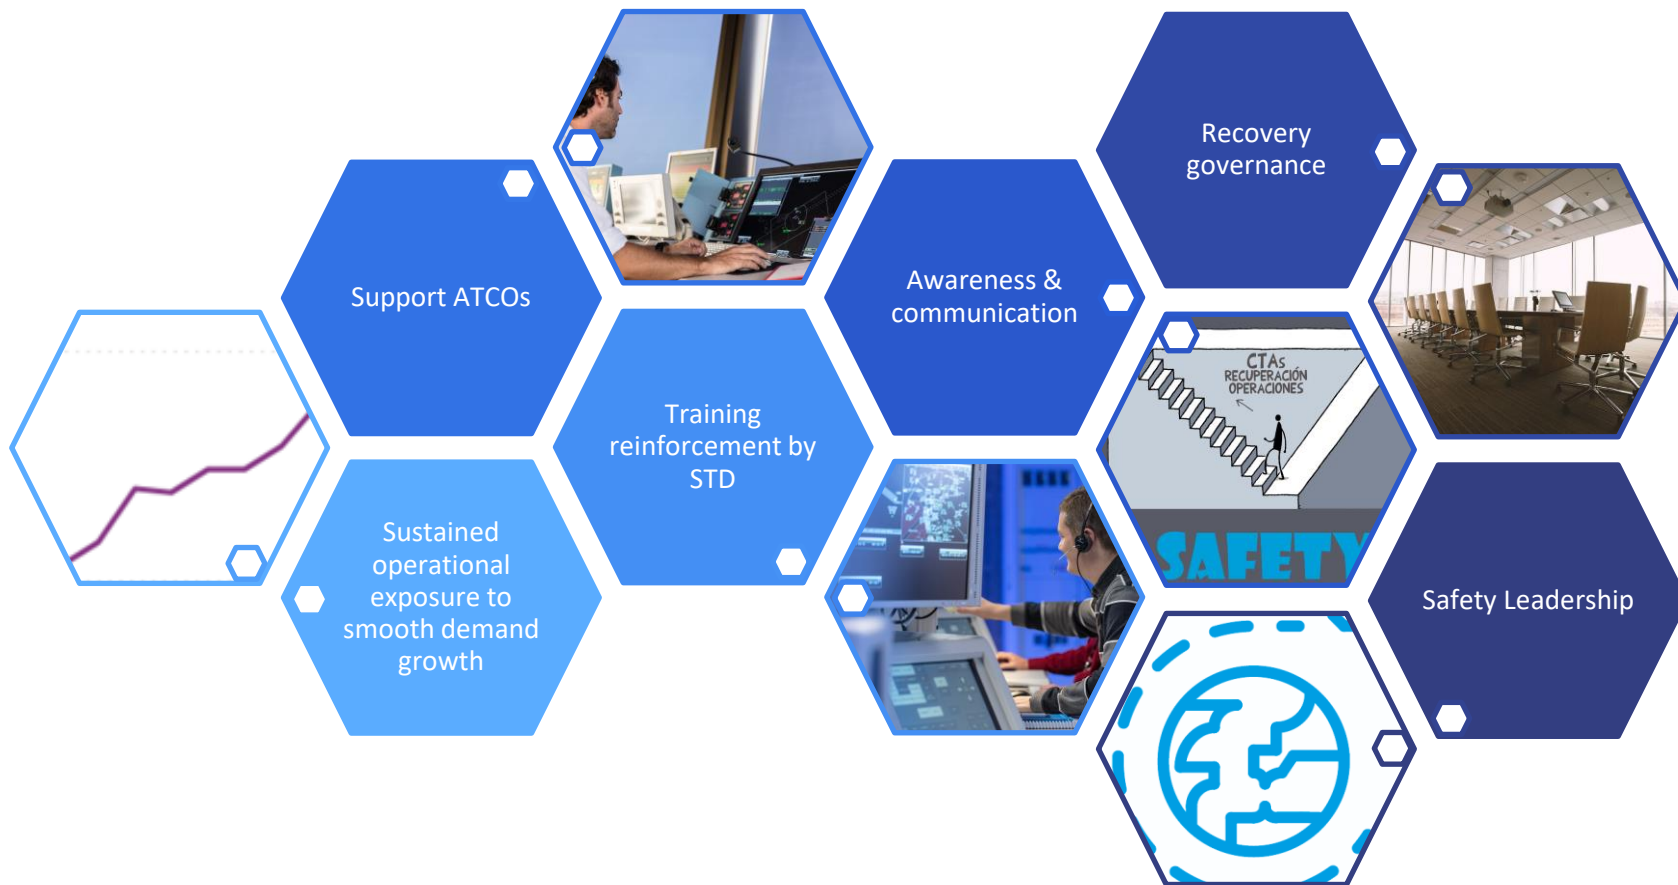 Recovery
governance
Support ATCOs
Awareness &
communication
CTAs
RECUPERACIÓN
OPERACIONES
SAFETY
Training
reinforcement by
STD
Sustained
operational
exposure to
smooth demand
growth
Safety Leadership